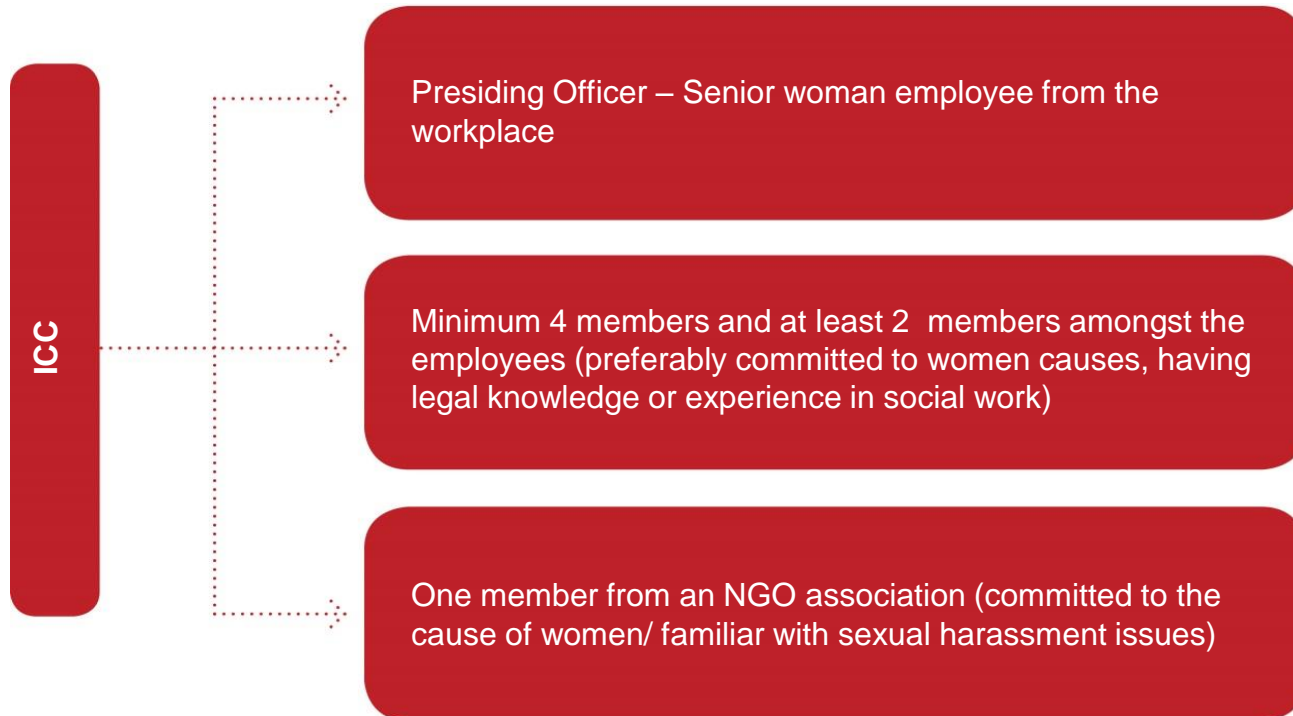 ICC
Presiding Officer – Senior woman employee from the
workplace
Minimum 4 members and at least 2  members amongst the
employees (preferably committed to women causes, having
legal knowledge or experience in social work)
One member from an NGO association (committed to the
cause of women/ familiar with sexual harassment issues)